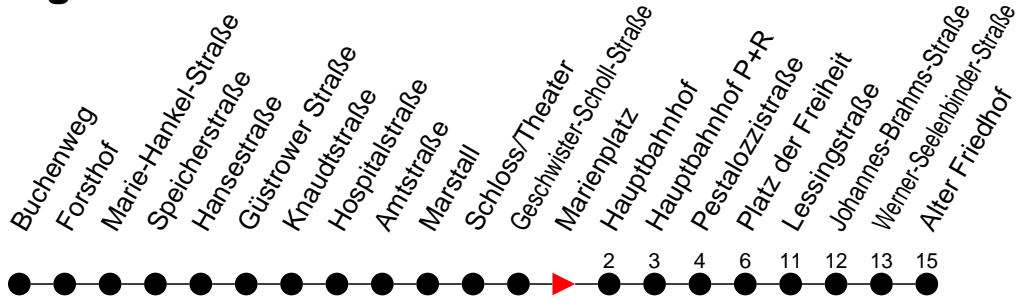 Buchenweg
Forsthof
Marie-Hankel-Straße
Speicherstraße
Hansestraße
Güstrower Straße
Knaudtstraße
Hospitalstraße
Amtstraße
Marstall
Schloss/Theater
Geschwister-Scholl-Straße
Marienplatz
Hauptbahnhof
Hauptbahnhof P+R
Pestalozzistraße
Platz der Freiheit
Lessingstraße
Johannes-Brahms-Straße
Werner-Seelenbinder-Straße
Alter Friedhof
2 3 4 6 11 12 13 15